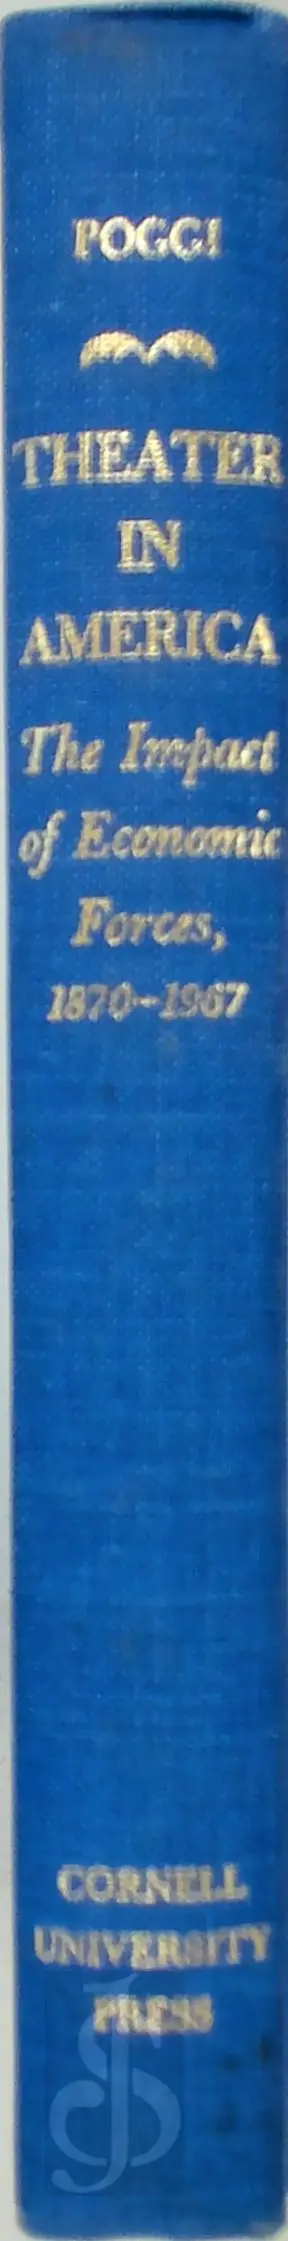 POGGI
THEATER
IN
AMERICA
The Impact
of Economic
Forces,
1870–1967
CORNELL
UNIVERSITY
PRESS